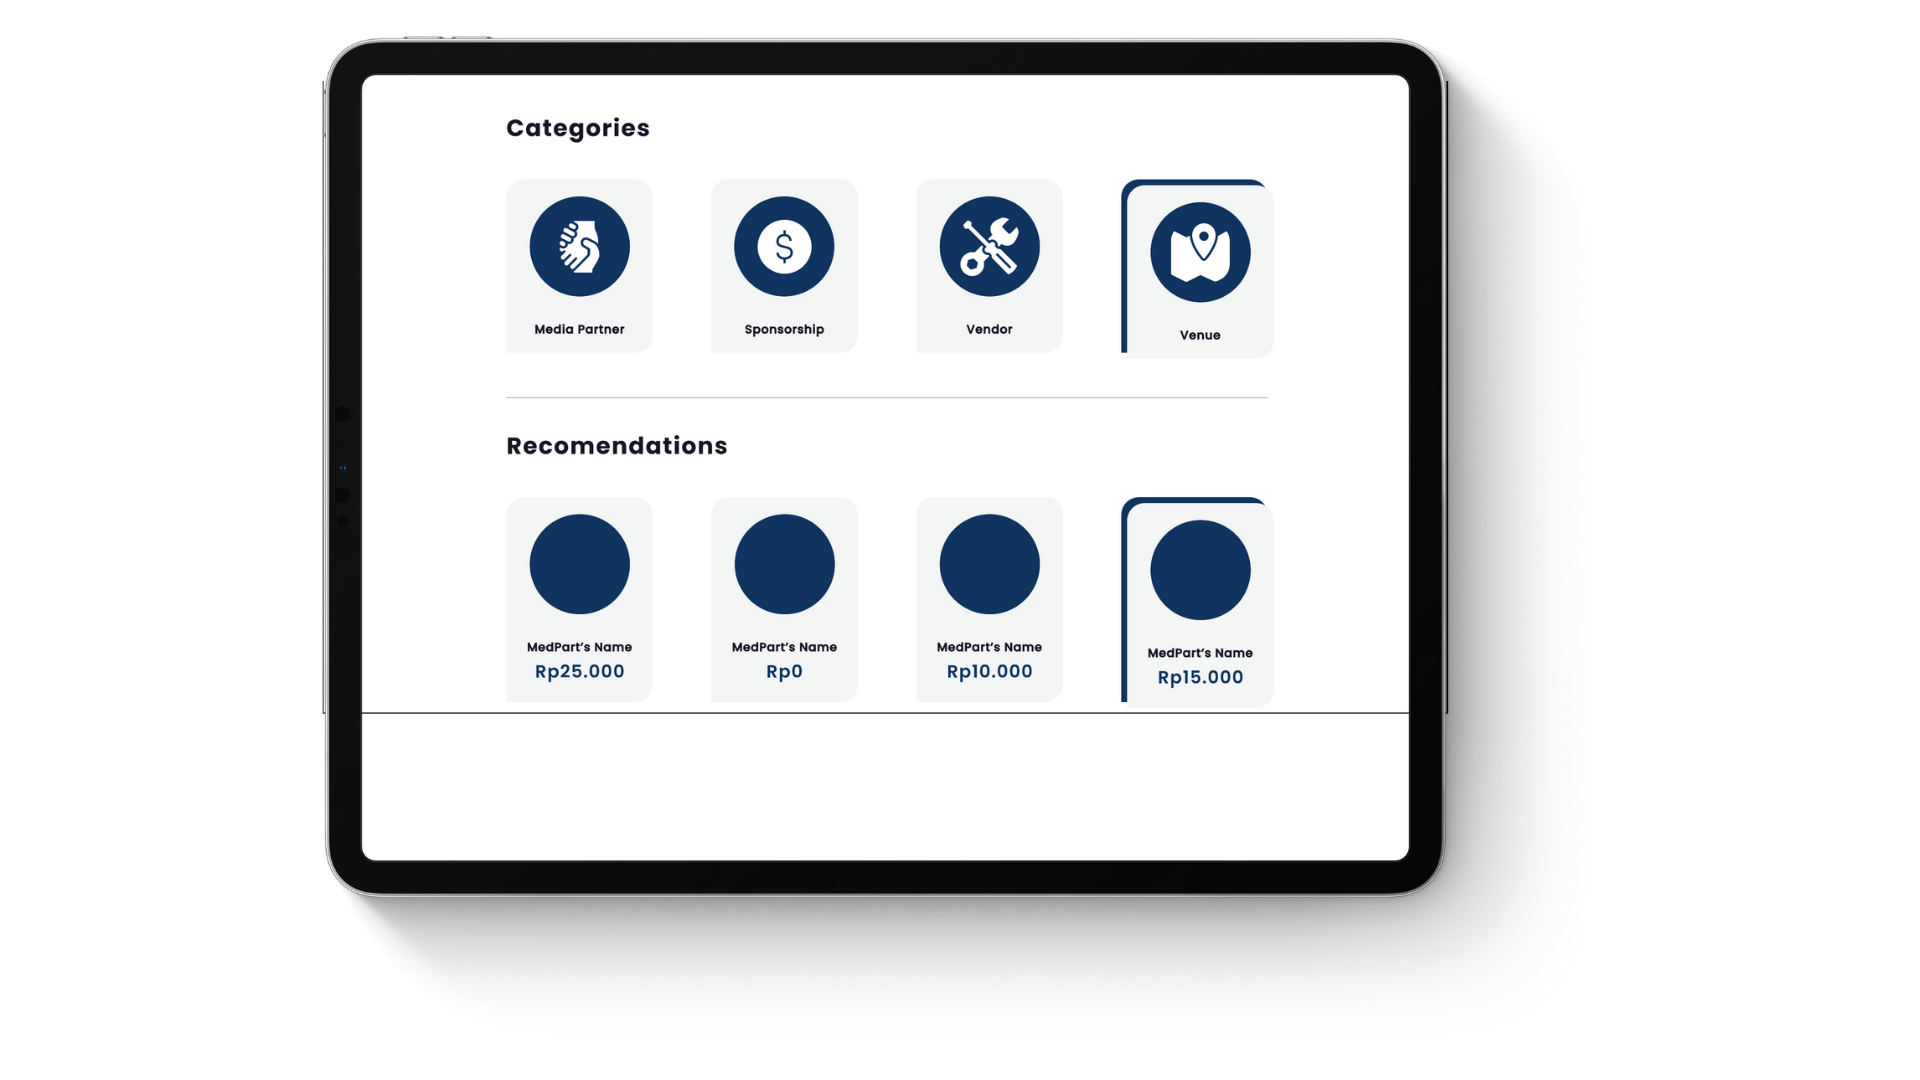 Categories
Media Partner
Sponsorship
Vendor
Venue
Recomendations
MedPart’s Name
Rp25.000
MedPart’s Name
Rp0
MedPart’s Name
Rp10.000
MedPart’s Name
Rp15.000